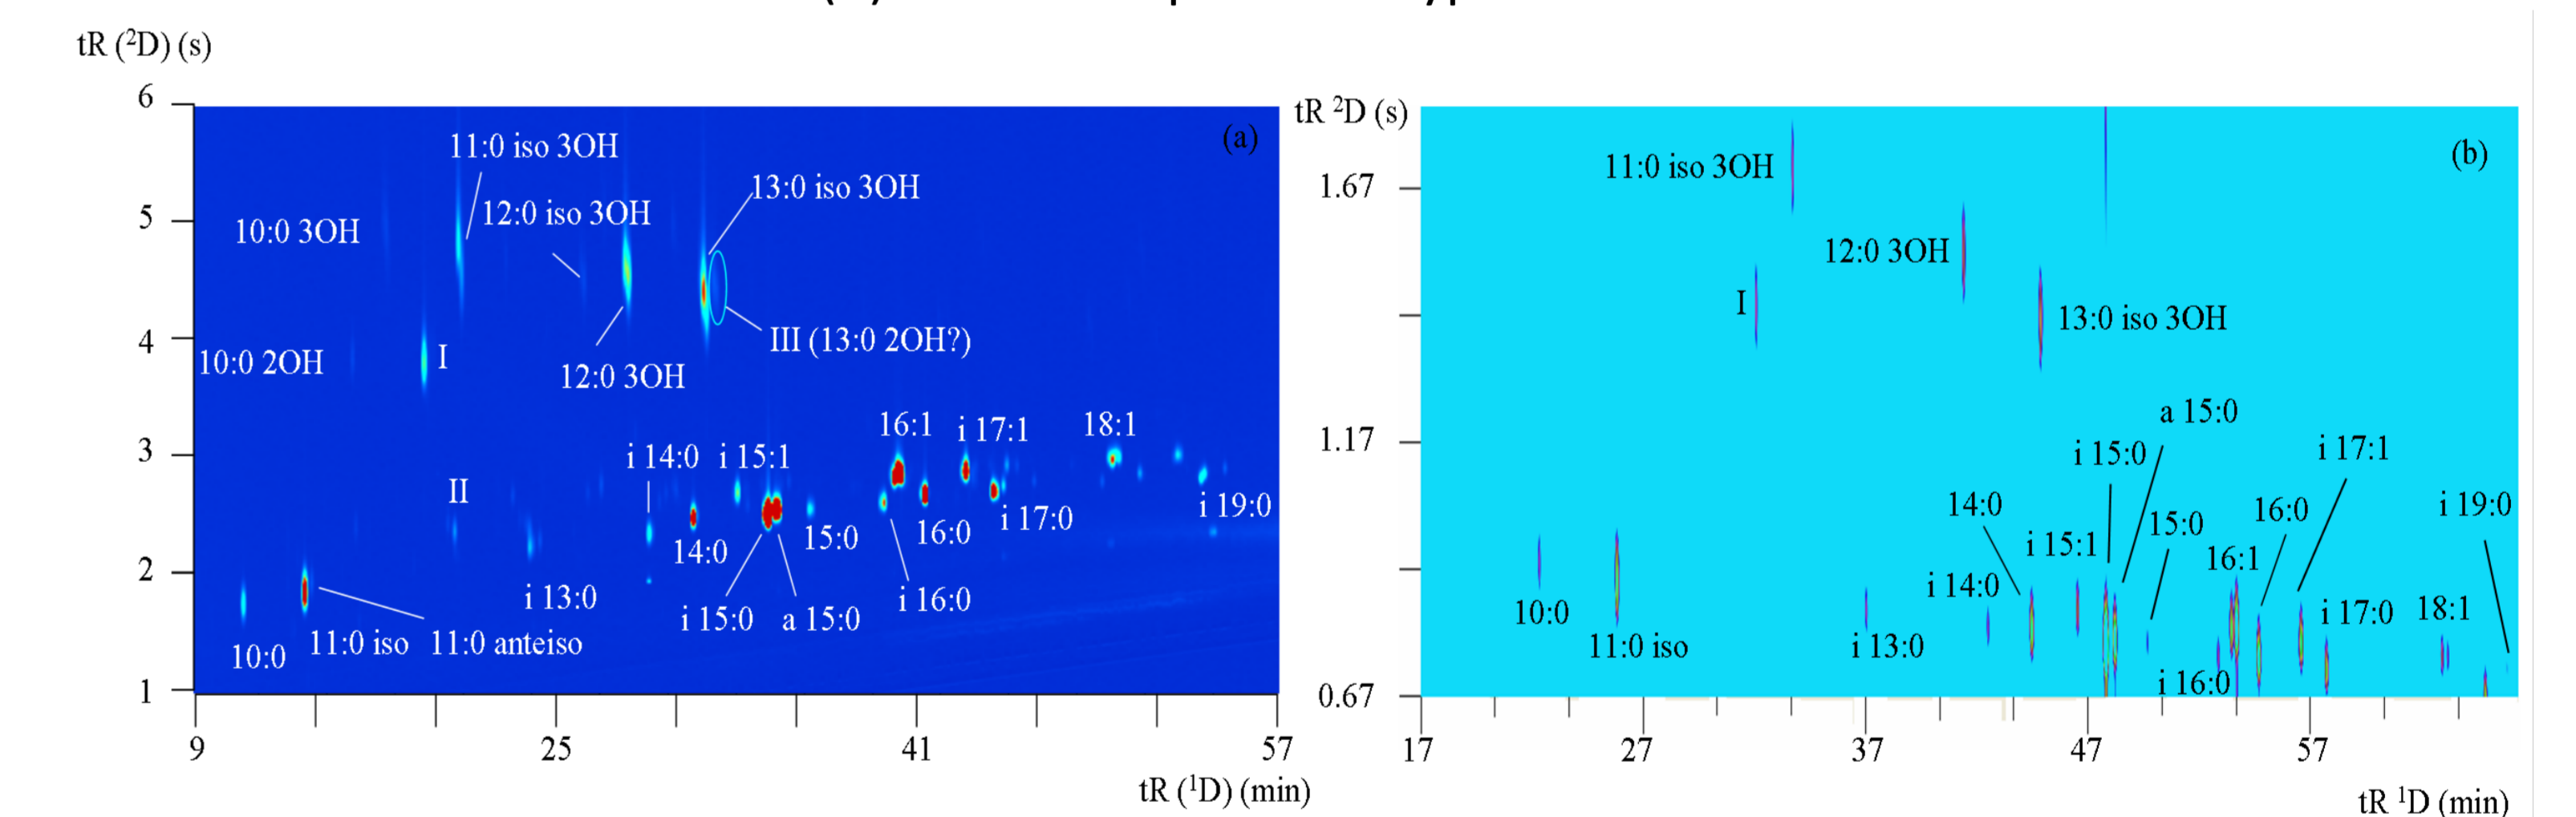 tR (²D) (s)
6
5
4
3
2
1
9
25
41
57
tR (¹D) (min)
(a)
11:0 iso 3OH
13:0 iso 3OH
12:0 iso 3OH
10:0 3OH
III (13:0 2OH?)
10:0 2OH
I
12:0 3OH
16:1
i 17:1
18:1
i 14:0
i 15:1
II
i 19:0
i 17:0
16:0
15:0
14:0
i 13:0
i 16:0
i 15:0
a 15:0
11:0 iso
11:0 anteiso
10:0
tR ²D (s)
1.67
1.17
0.67
17
27
37
47
57
tR ¹D (min)
(b)
11:0 iso 3OH
12:0 3OH
I
13:0 iso 3OH
a 15:0
i 15:0
i 17:1
14:0
16:0
i 19:0
15:0
i 15:1
16:1
i 14:0
10:0
i 17:0
18:1
11:0 iso
i 13:0
i 16:0